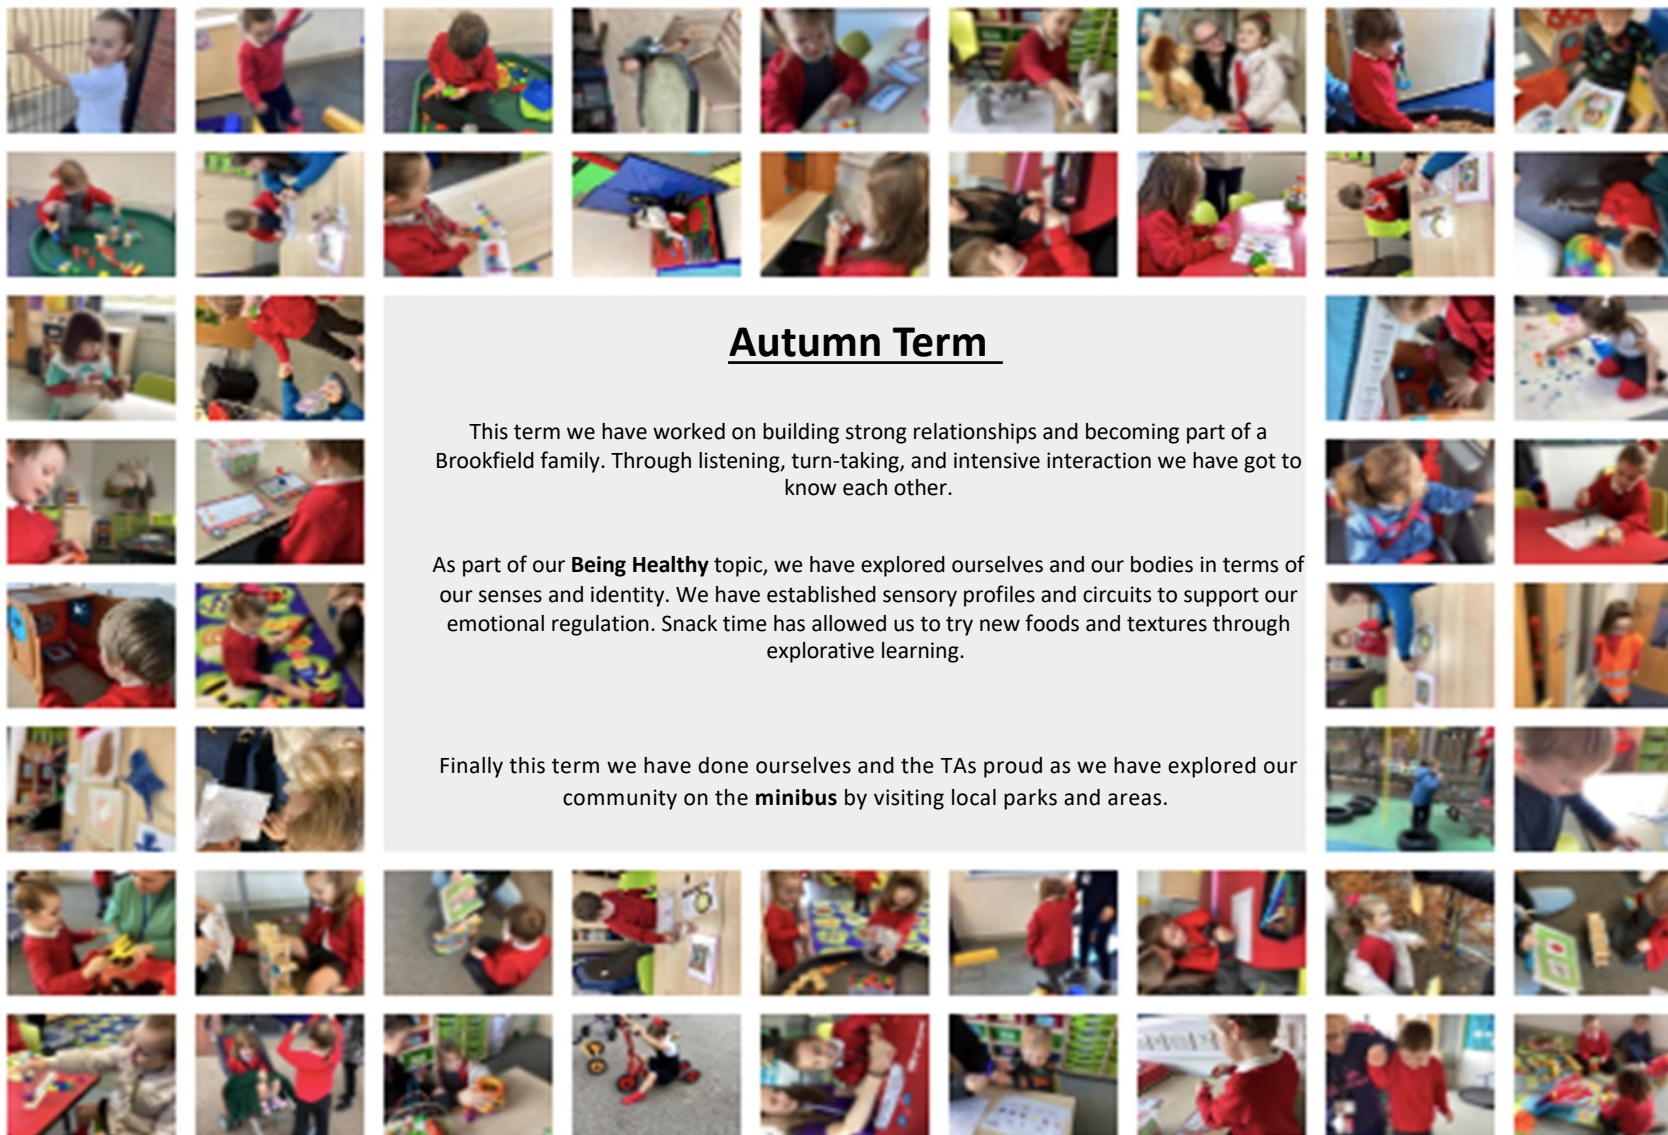 Autumn Term
This term we have worked on building strong relationships and becoming part of a
Brookfield family. Through listening, turn-taking, and intensive interaction we have got to
know each other.
As part of our Being Healthy topic, we have explored ourselves and our bodies in terms of
our senses and identity. We have established sensory profiles and circuits to support our
emotional regulation. Snack time has allowed us to try new foods and textures through
explorative learning.
Finally this term we have done ourselves and the TAs proud as we have explored our
community on the minibus by visiting local parks and areas.